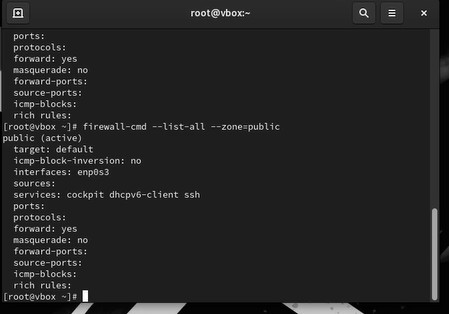 root@vbox:~
ports:
protocols:
forward: yes
masquerade: no
forward-ports:
source-ports:
icmp-blocks:
rich rules:
[root@vbox ~]# firewall-cmd --list-all --zone=public
public (active)
target: default
icmp-block-inversion: no
interfaces: enp0s3
sources:
services: cockpit dhcpv6-client ssh
ports:
protocols:
forward: yes
masquerade: no
forward-ports:
source-ports:
icmp-blocks:
rich rules:
[root@vbox ~]#